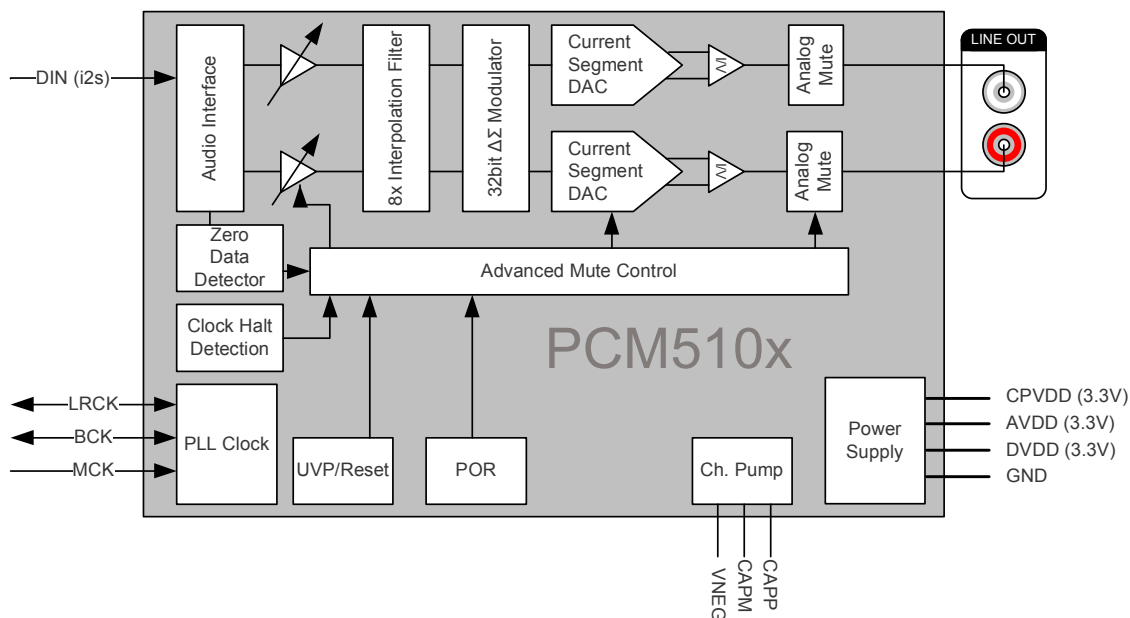 DIN (i2s)
Audio Interface
8x Interpolation Filter
32bit ΔΣ Modulator
Current
Segment
DAC
I/V
Analog
Mute
LINE OUT
Current
Segment
DAC
I/V
Analog
Mute
Zero
Data
Detector
Advanced Mute Control
Clock Halt
Detection
PCM510x
LRCK
BCK
MCK
PLL Clock
UVP/Reset
POR
Ch. Pump
Power
Supply
CPVDD (3.3V)
AVDD (3.3V)
DVDD (3.3V)
GND
VNEG
CAPM
CAPP